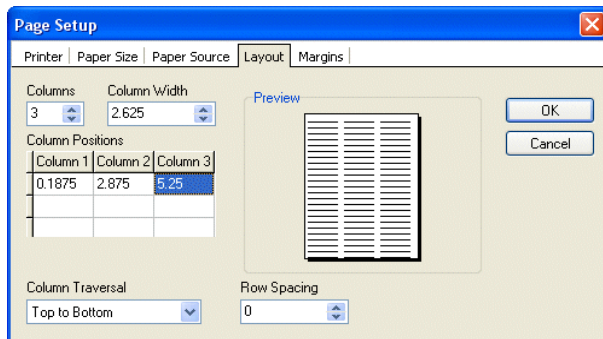 Page Setup
Printer Paper Size Paper Source Layout Margins
Columns Column Width
3 2.625
Preview
OK
Cancel
Column Positions
Column 1 Column 2 Column 3
0.1875 2.875 5.25
Column Traversal Row Spacing
Top to Bottom 0